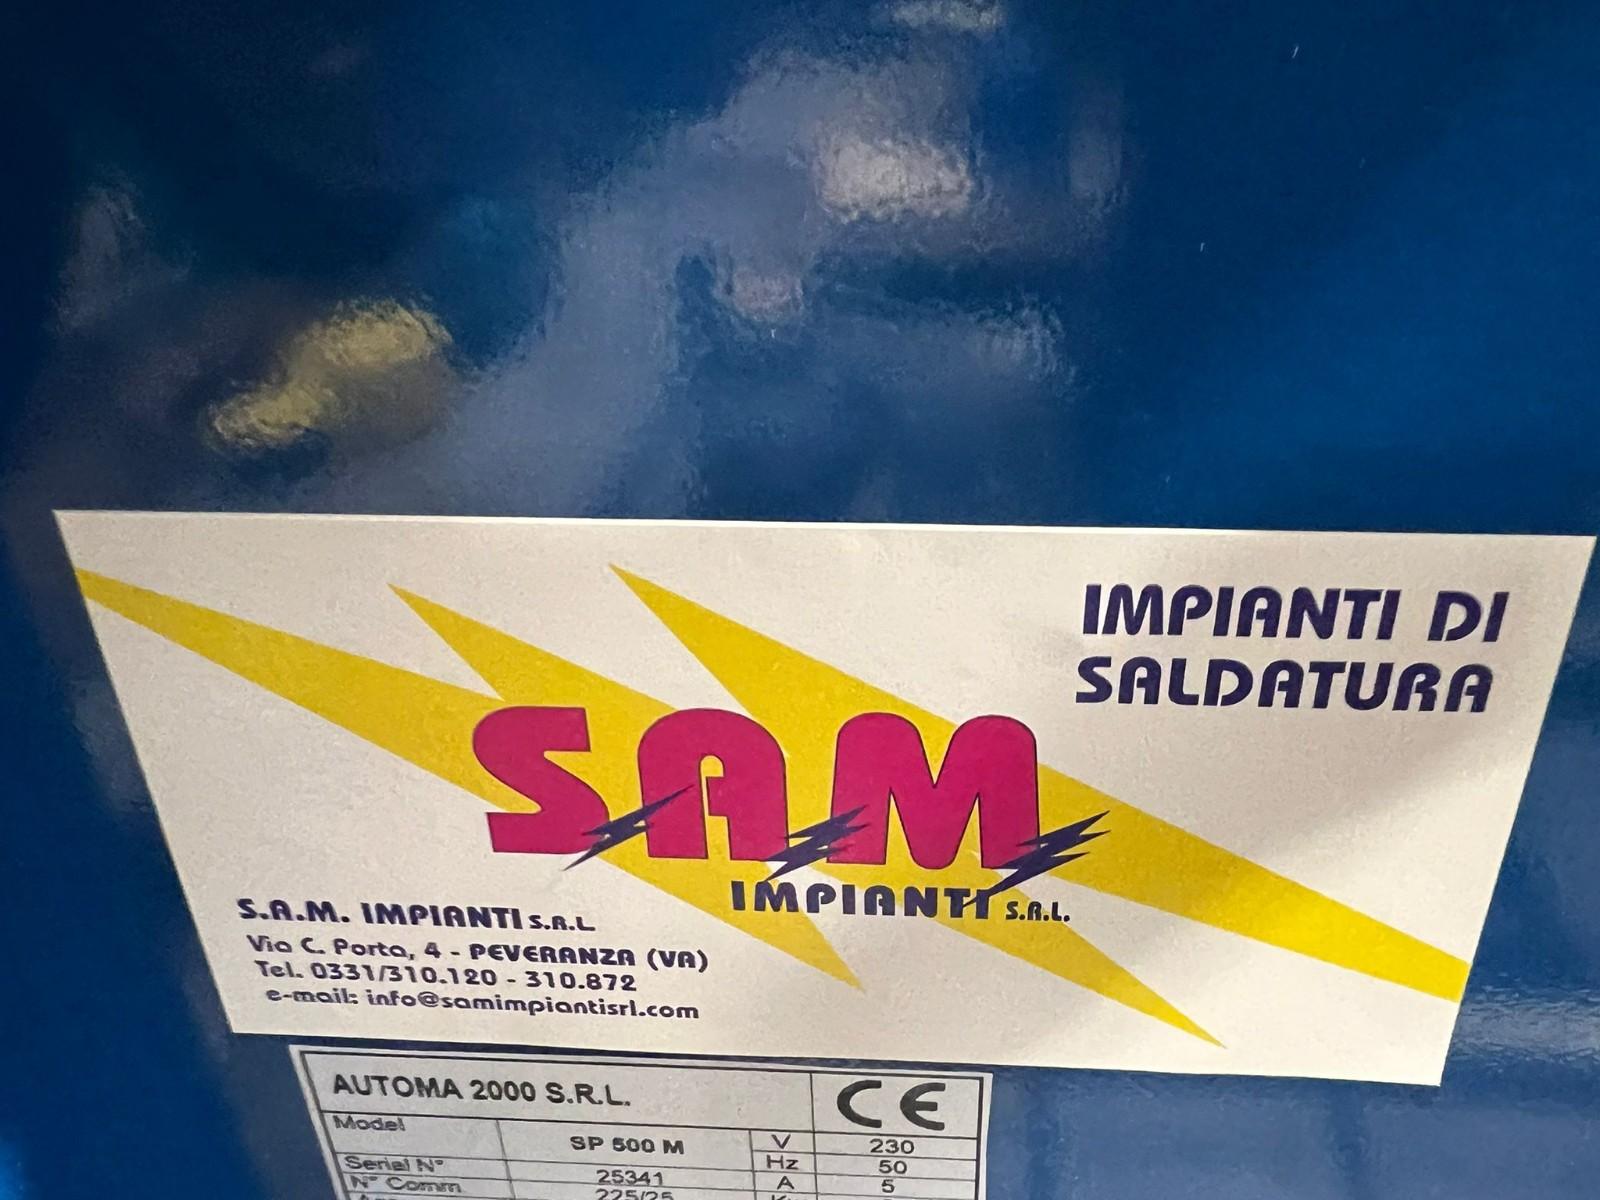 IMPIANTI DI
SALDATURA
S.A.M
IMPIANTI S.R.L.
S.A.M. IMPIANTI S.R.L
Via C. Porta, 4 - PEVERANZA (VA)
Tel. 0331/310.120 - 310.872
e-mail: info@samimpiantisrl.com
AUTOMA 2000 S.R.L. CE
Model SP 500 M V 230
Serial N° 25341 Hz 50
N° Comm 225/25 A 5